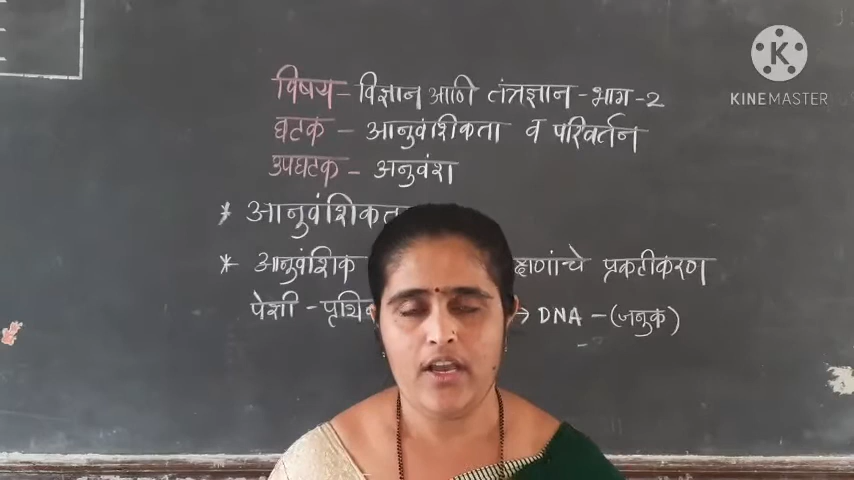 विषय - विज्ञान आणि तंत्रज्ञान - भाग - 2
घटक - आनुवंशिकता व परिवर्तन
उपघटक - अनुवंश
* आनुवंशिकत
* आनुवंशिक क्षणांचे प्रकटीकरण
पेशी - → DNA - (जनुक)
K
KINEMASTER